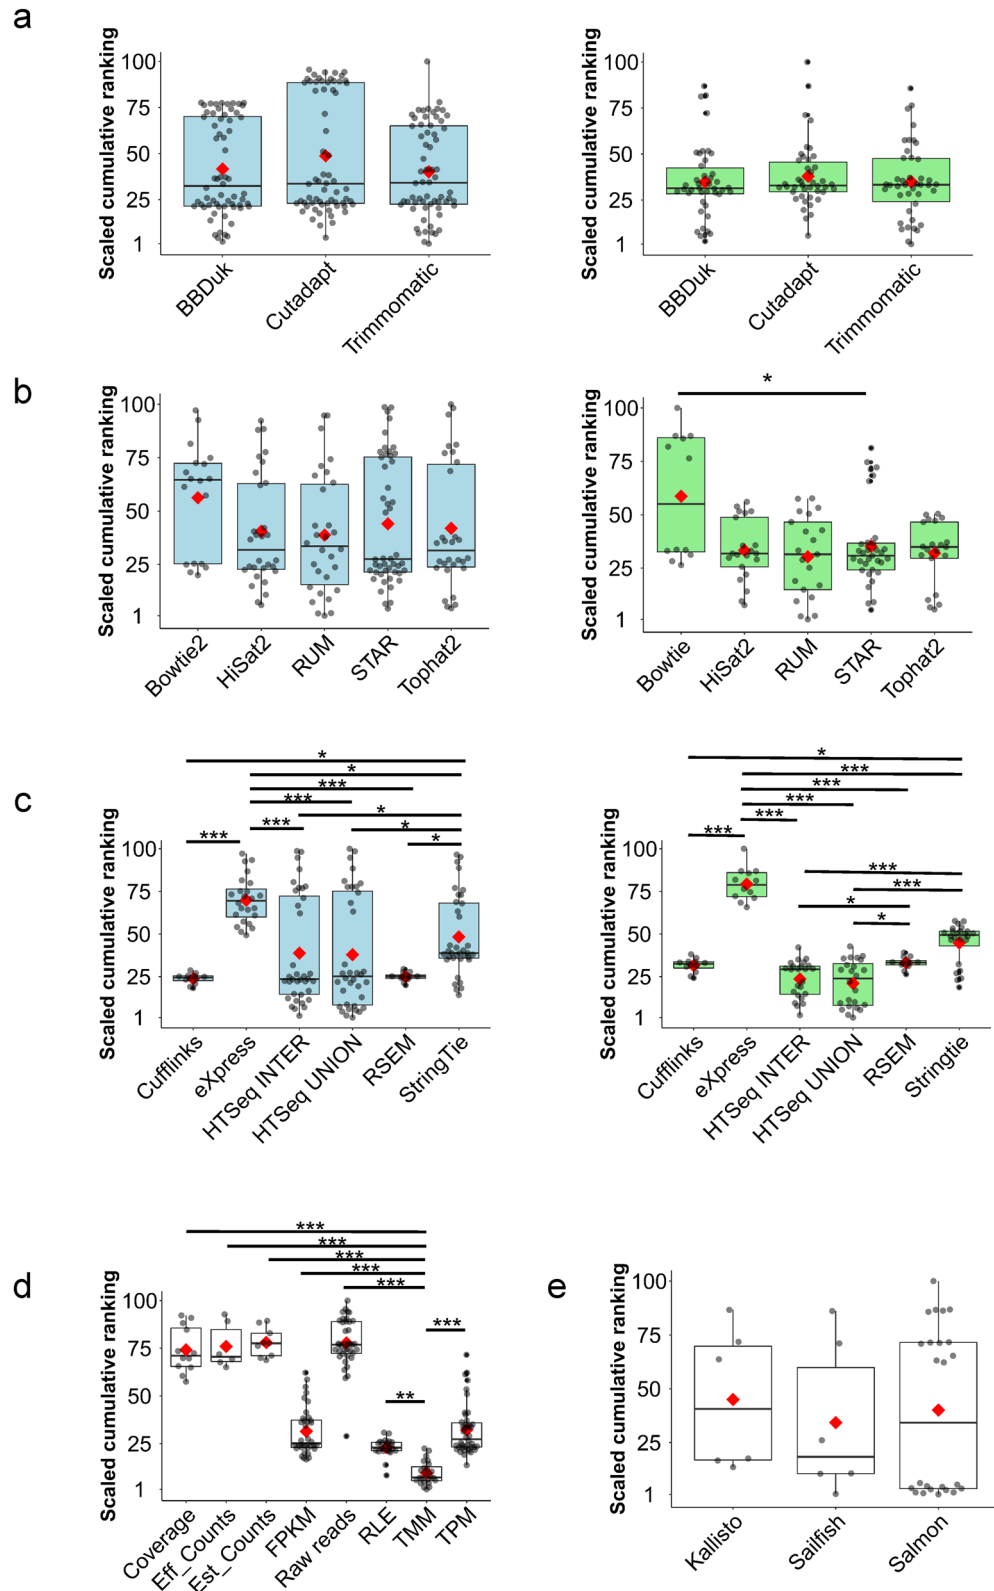 a
Scaled cumulative ranking
100
75
50
25
1
BBDuk
Cutadapt
Trimmomatic
Scaled cumulative ranking
100
75
50
25
1
BBDuk
Cutadapt
Trimmomatic
b
Scaled cumulative ranking
100
75
50
25
1
Bowtie2
HiSat2
RUM
STAR
Tophat2
*
Scaled cumulative ranking
100
75
50
25
1
Bowtie
HiSat2
RUM
STAR
Tophat2
c
*
*
***
***
*
***
***
*
*
Scaled cumulative ranking
100
75
50
25
1
Cufflinks
eXpress
HTSeq INTER
HTSeq UNION
RSEM
StringTie
*
***
***
***
***
***
***
***
*
*
Scaled cumulative ranking
100
75
50
25
1
Cufflinks
eXpress
HTSeq INTER
HTSeq UNION
RSEM
Stringtie
d
***
***
***
***
***
***
**
Scaled cumulative ranking
100
75
50
25
1
Coverage
Eff_Counts
Est_Counts
FPKM
Raw reads
RLE
TMM
TPM
e
Scaled cumulative ranking
100
75
50
25
1
Kallisto
Sailfish
Salmon